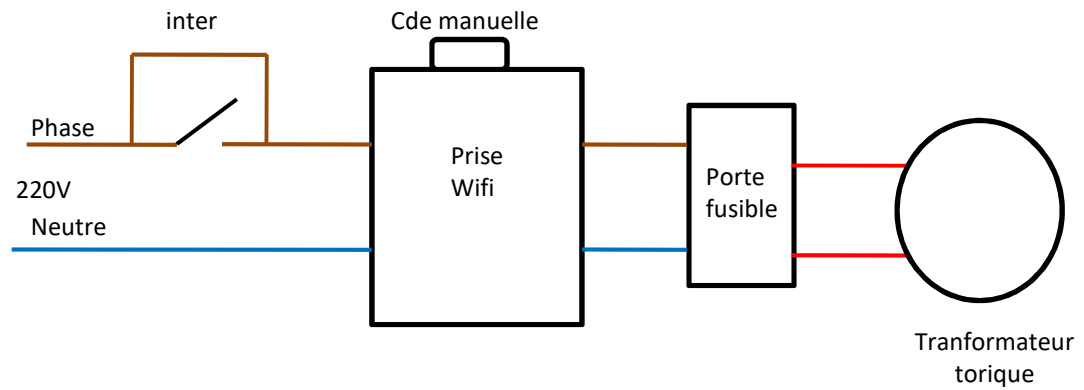 inter
Cde manuelle
Phase
220V
Neutre
Prise
Wifi
Porte
fusible
Tranformateur
torique